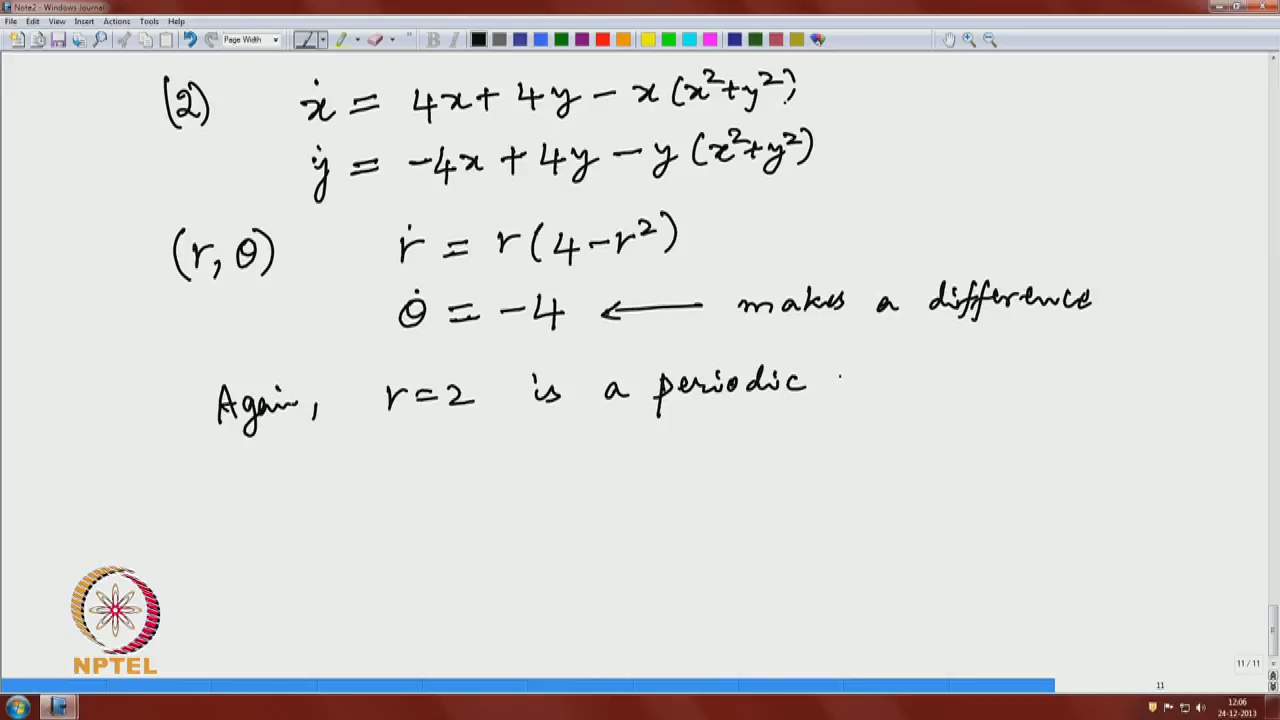 Note2 - Windows Journal
File Edit View Insert Actions Tools Help
Page Width
(2) ẋ = 4x + 4y - x(x²+y²)
ẏ = -4x + 4y - y(x²+y²)
(r, θ) ṙ = r(4-r²)
θ̇ = -4 ← makes a difference
Again, r=2 is a periodic
NPTEL
11 / 11
11
12:06
24-12-2013